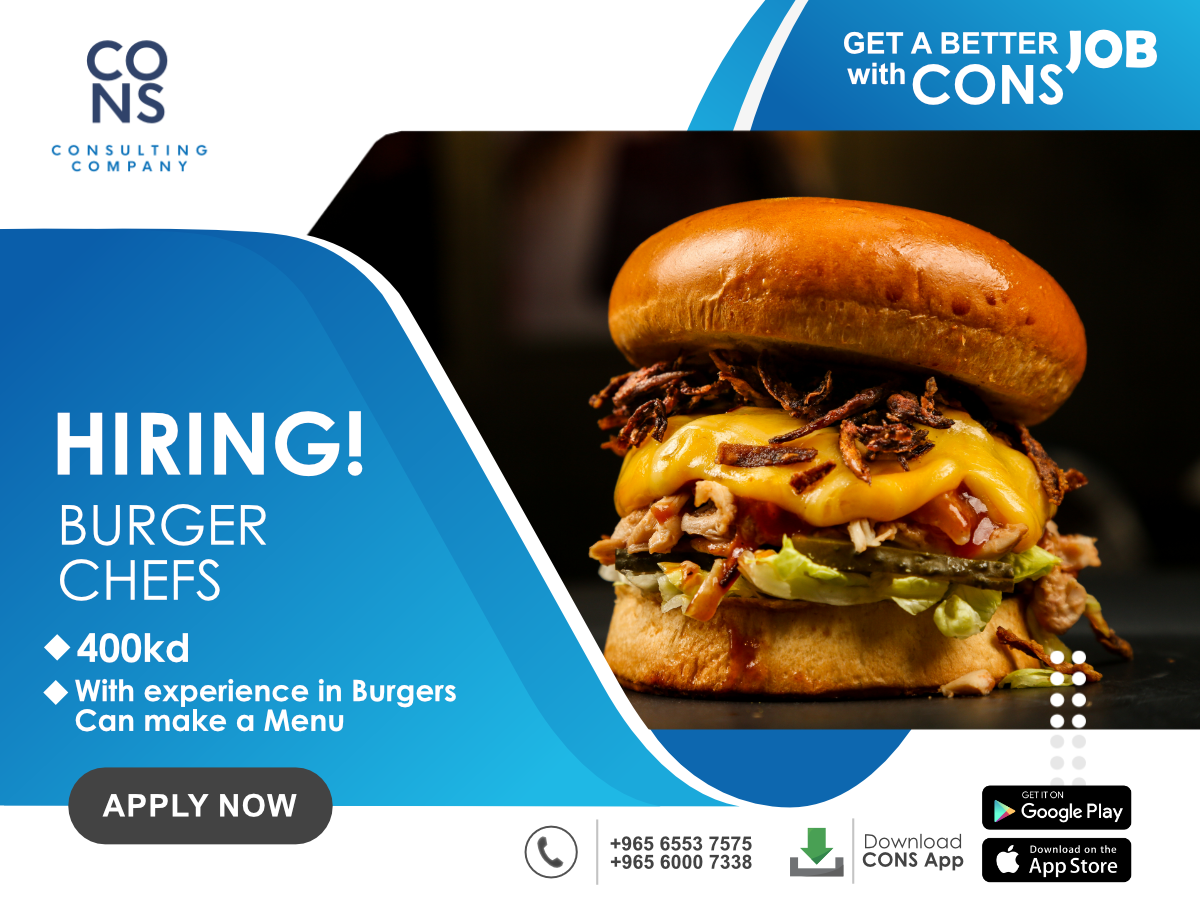 CO
NS
CONSULTING
COMPANY
GET A BETTER JOB
with CONS
HIRING!
BURGER
CHEFS
400kd
With experience in Burgers
Can make a Menu
APPLY NOW
+965 6553 7575
+965 6000 7338
Download
CONS App
GET IT ON
Google Play
Download on the
App Store